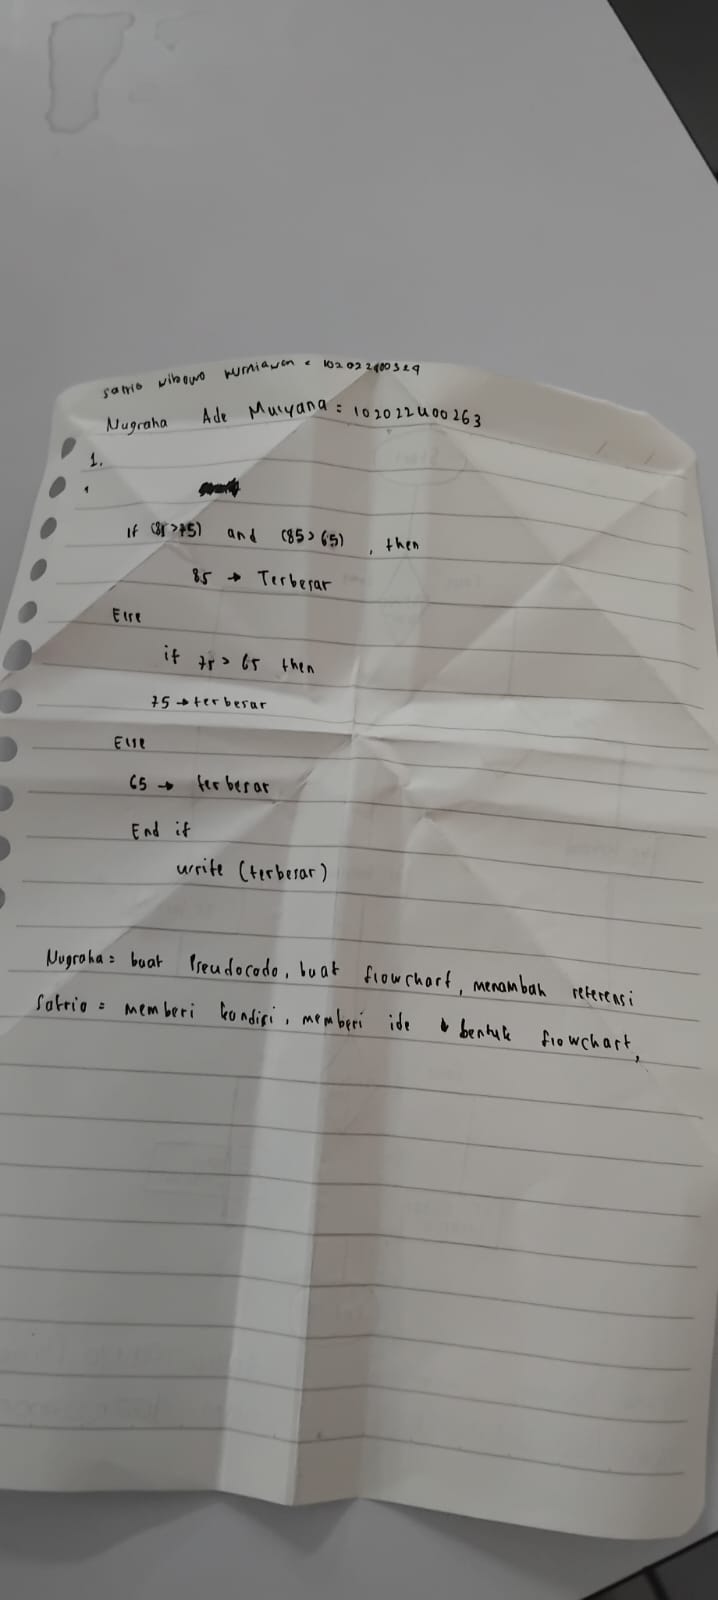 Satrio wibowo kurniawan = 102022400329
Nugraha Ade Mulyana = 102022400263
1.
If (85 > 75) and (85 > 65) , then
85 → Terbesar
Else
if 75 > 65 then
75 → terbesar
Else
65 → terbesar
End if
write (terbesar)
Nugraha = buat Pseudocode, buat flowchart, menambah referensi
Satrio = memberi kondisi, memberi ide bentuk flowchart,